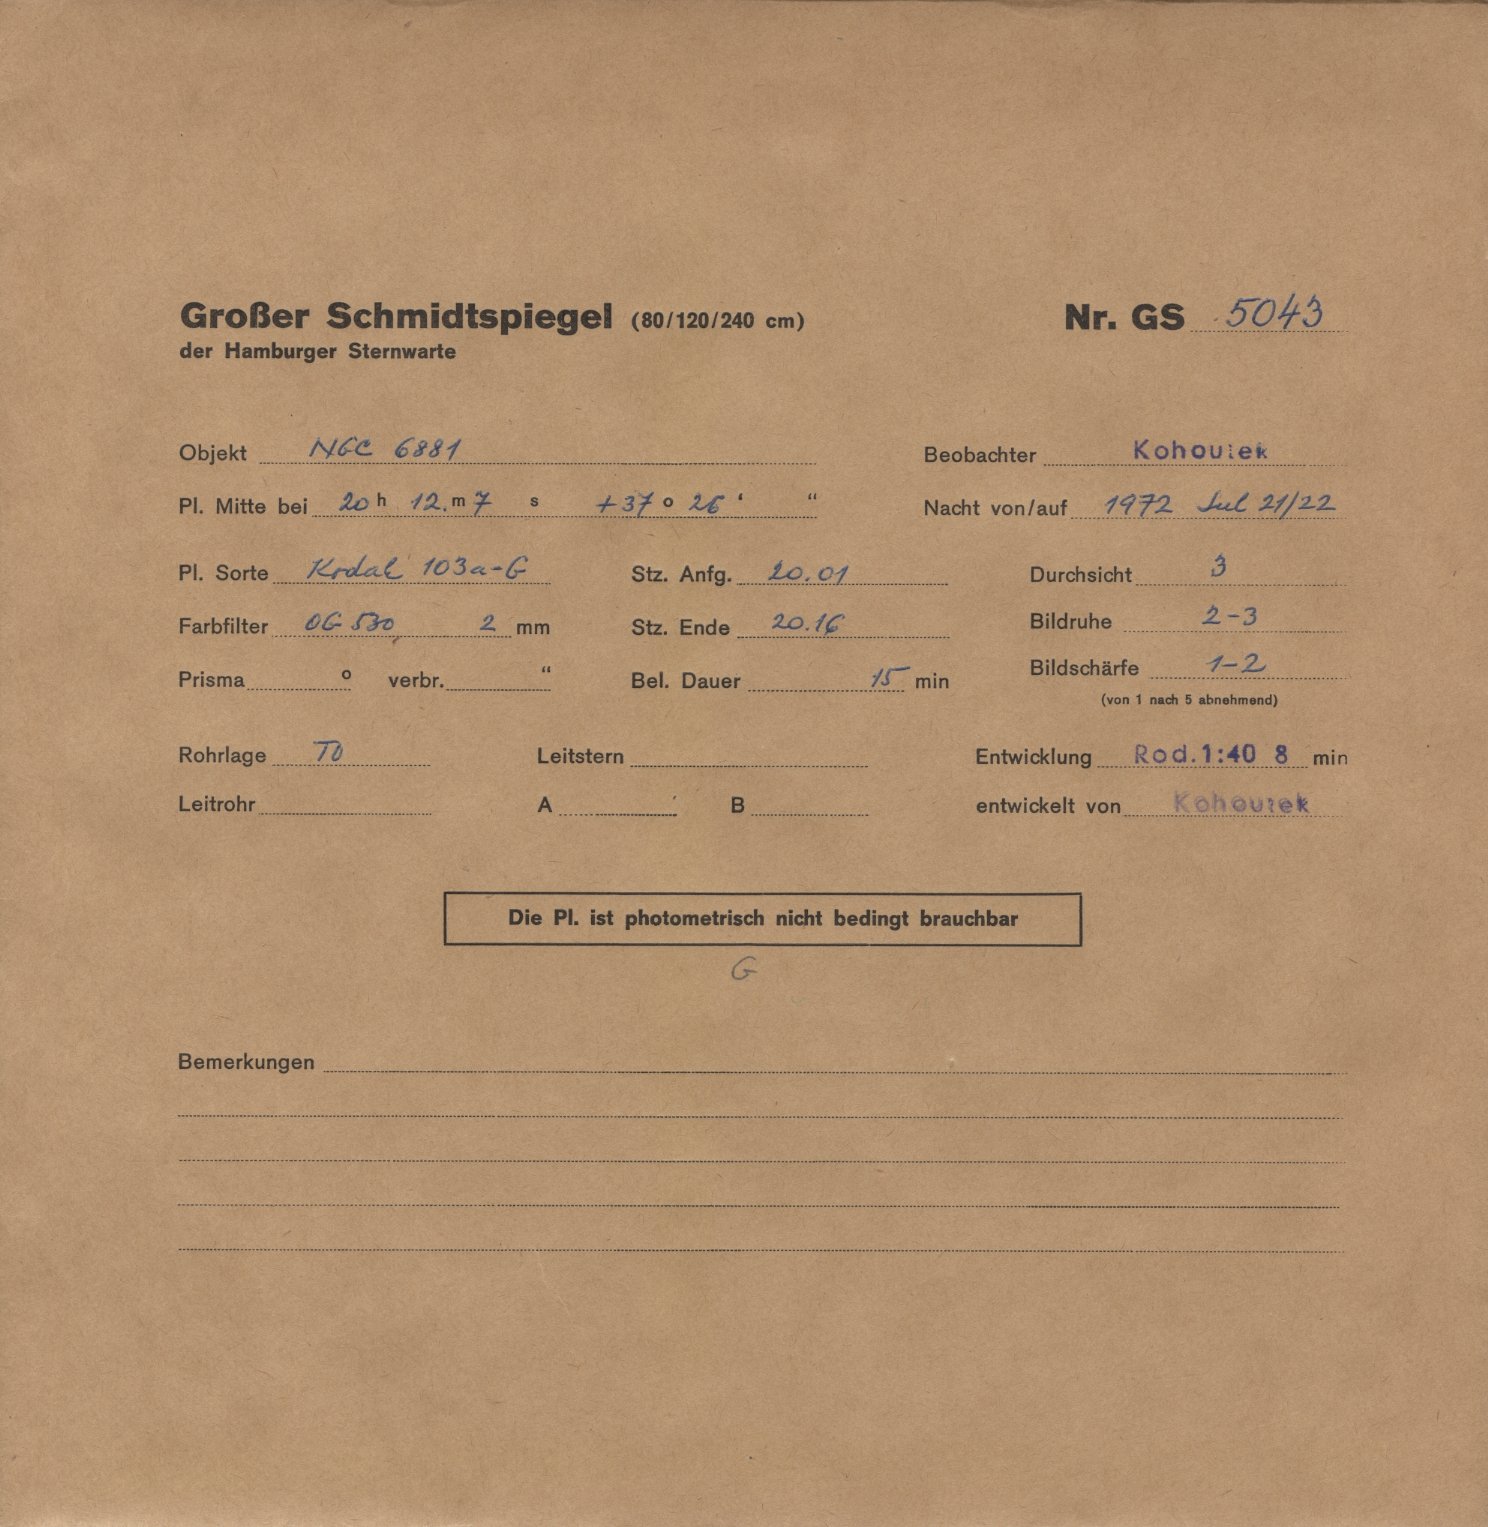 Großer Schmidtspiegel (80/120/240 cm) Nr. GS 5043
der Hamburger Sternwarte
Objekt NGC 6881 Beobachter Kohoutek
Pl. Mitte bei 20 h 12. m 7 s +37 o 26 ‘ “ Nacht von/auf 1972 Jul 21/22
Pl. Sorte Kodak 103a-G Stz. Anfg. 20.01 Durchsicht 3
Farbfilter OG 530 2 mm Stz. Ende 20.16 Bildruhe 2-3
Prisma o verbr. “ Bel. Dauer 15 min Bildschärfe 1-2
(von 1 nach 5 abnehmend)
Rohrlage TO Leitstern Entwicklung Rod. 1:40 8 min
Leitrohr A B entwickelt von Kohoutek
Die Pl. ist photometrisch nicht bedingt brauchbar
G
Bemerkungen